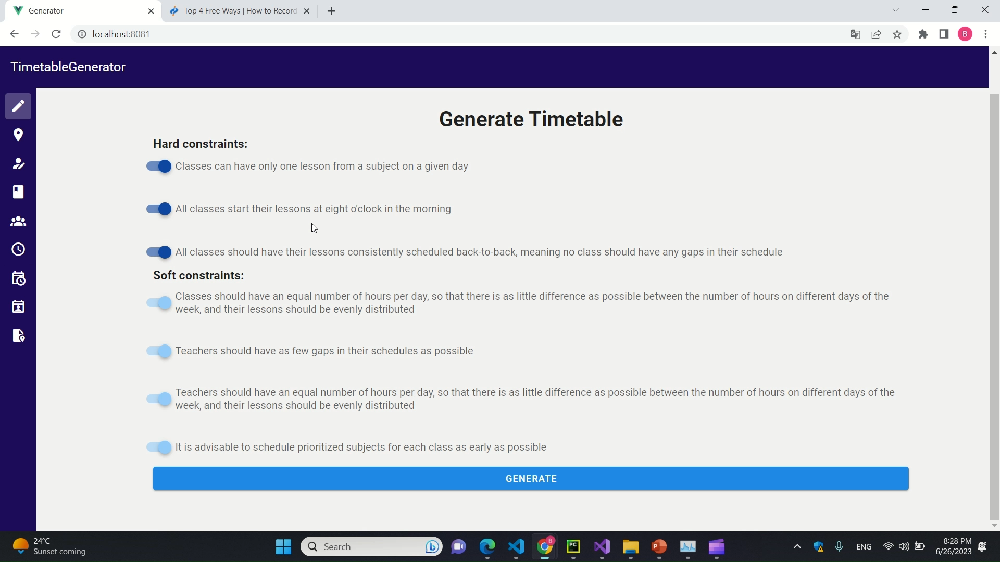 Generator
Top 4 Free Ways | How to Record
localhost:8081
B
TimetableGenerator
Generate Timetable
Hard constraints:
Classes can have only one lesson from a subject on a given day
All classes start their lessons at eight o'clock in the morning
All classes should have their lessons consistently scheduled back-to-back, meaning no class should have any gaps in their schedule
Soft constraints:
Classes should have an equal number of hours per day, so that there is as little difference as possible between the number of hours on different days of the
week, and their lessons should be evenly distributed
Teachers should have as few gaps in their schedules as possible
Teachers should have an equal number of hours per day, so that there is as little difference as possible between the number of hours on different days of the
week, and their lessons should be evenly distributed
It is advisable to schedule prioritized subjects for each class as early as possible
GENERATE
24°C
Sunset coming
Search
B
PC
P
ENG
8:28 PM
6/26/2023